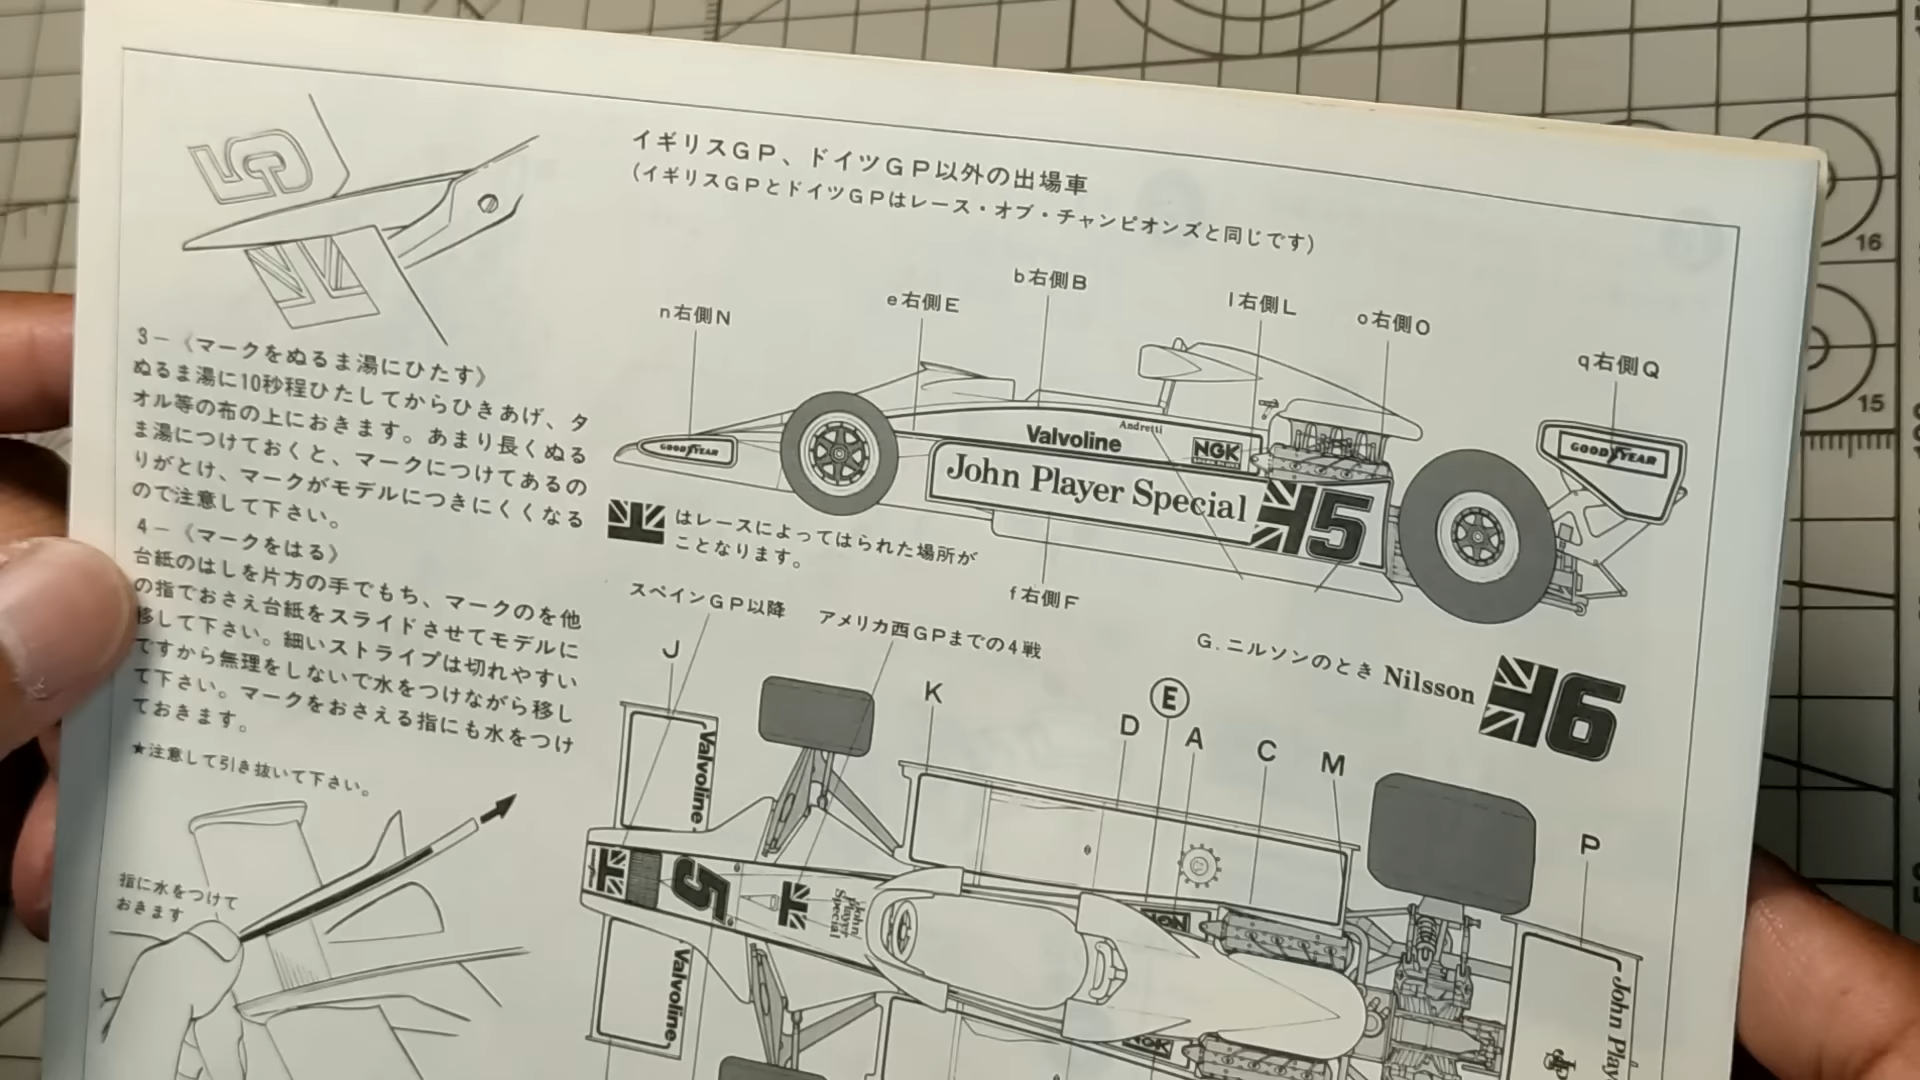 イギリスGP、ドイツGP以外の出場車
(イギリスGPとドイツGPはレース・オブ・チャンピオンズと同じです)
b右側B
e右側E
l右側L
n右側N
o右側O
q右側Q
GOODYEAR
Valvoline
Andretti
NGK
GOODYEAR
John Player Special
5
はレースによってはられた場所が
ことなります。
f右側F
G.ニルソンのとき Nilsson
6
スペインGP以降
アメリカ西GPまでの4戦
J
K
D
E
A
C
M
P
Valvoline
5
John Player Special
NGK
Valvoline
NGK
5
3－《マークをぬるま湯にひたす》
ぬるま湯に10秒程ひたしてからひきあげ、タ
オル等の布の上におきます。あまり長くぬる
ま湯につけておくと、マークにつけてあるの
りがとけ、マークがモデルにつきにくくなる
ので注意して下さい。
4－《マークをはる》
台紙のはしを片方の手でもち、マークのを他
の指でおさえ台紙をスライドさせてモデルに
移して下さい。細いストライプは切れやすい
ですから無理をしないで水をつけながら移し
て下さい。マークをおさえる指にも水をつけ
ておきます。
★注意して引き抜いて下さい。
指に水をつけて
おきます
16
15